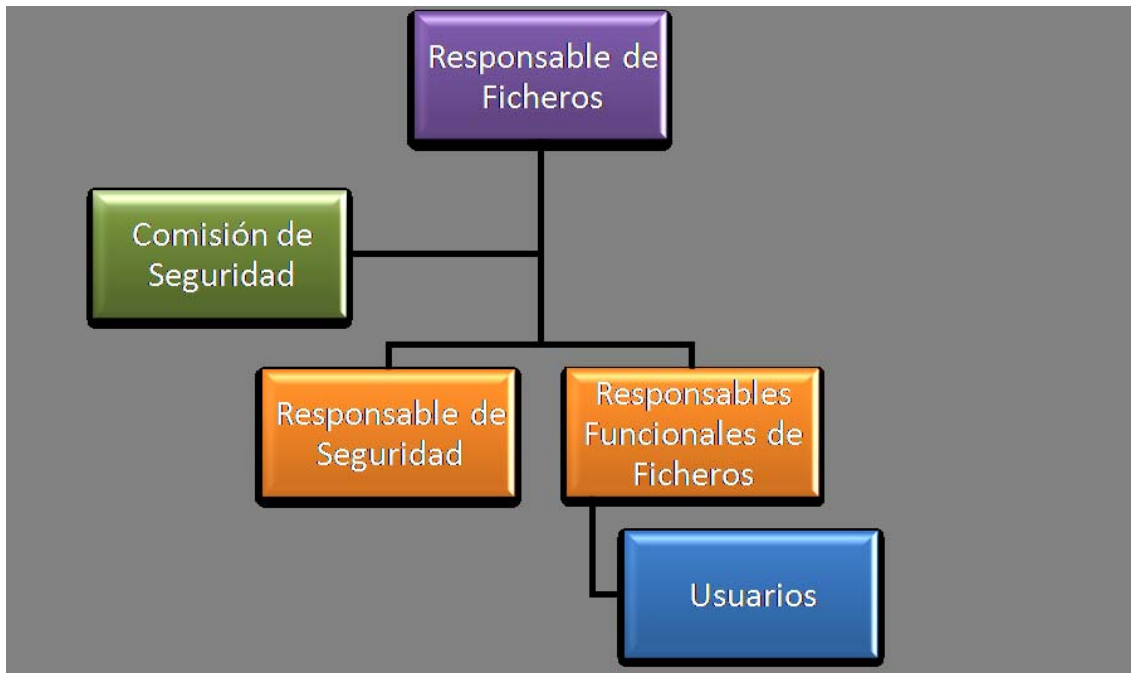 Responsable de
Ficheros
Comisión de
Seguridad
Responsable de
Seguridad
Responsables
Funcionales de
Ficheros
Usuarios